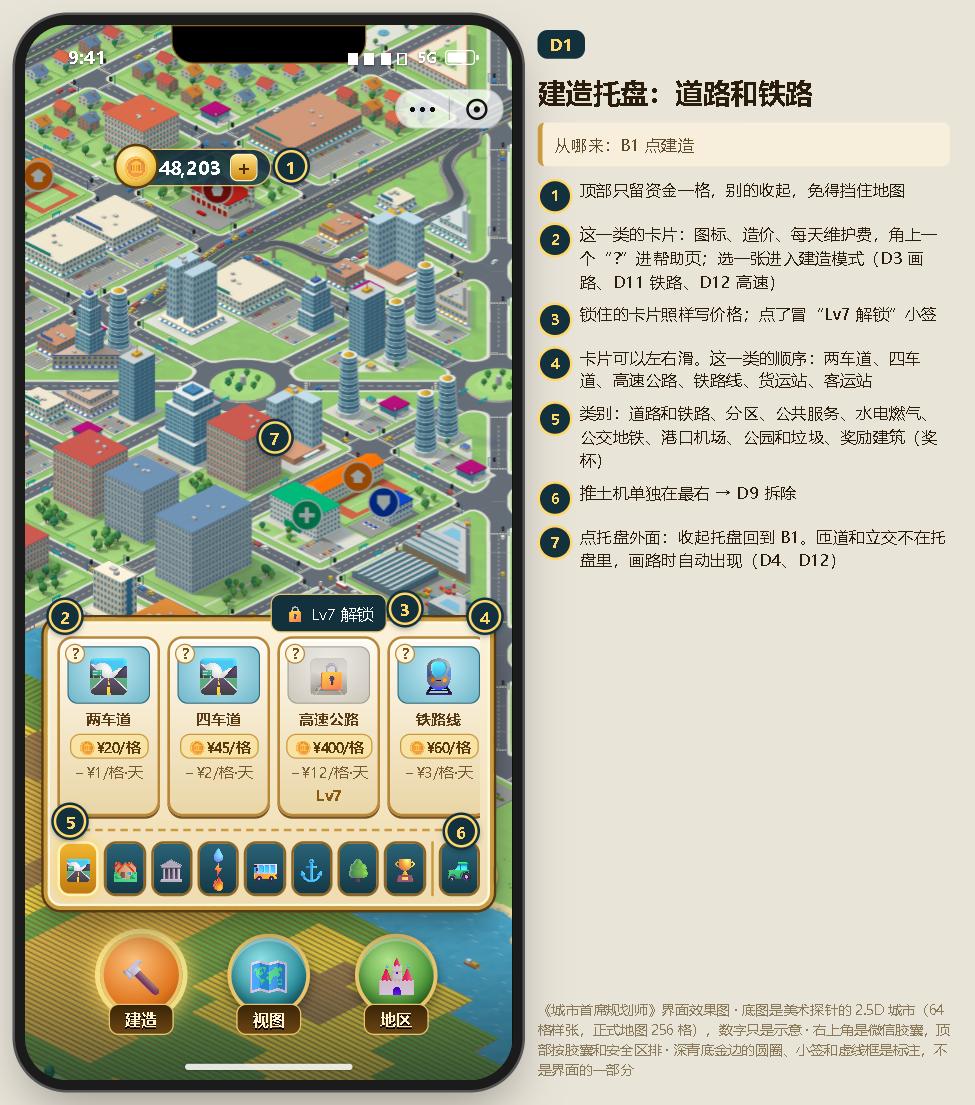 9:41
5G
48,203
+
1
7
2
Lv7 解锁
3
4
?
?
?
?
两车道
四车道
高速公路
铁路线
¥20/格
¥45/格
¥400/格
¥60/格
-¥1/格·天
-¥2/格·天
-¥12/格·天
-¥3/格·天
Lv7
5
6
建造
视图
地区
D1
建造托盘：道路和铁路
从哪来：B1 点建造
1 顶部只留资金一格，别的收起，免得挡住地图
2 这一类的卡片：图标、造价、每天维护费，角上一
个“?”进帮助页；选一张进入建造模式（D3 画
路、D11 铁路、D12 高速）
3 锁住的卡片照样写价格；点了冒“Lv7 解锁”小签
4 卡片可以左右滑。这一类的顺序：两车道、四车
道、高速公路、铁路线、货运站、客运站
5 类别：道路和铁路、分区、公共服务、水电燃气、
公交地铁、港口机场、公园和垃圾、奖励建筑（奖
杯）
6 推土机单独在最右 → D9 拆除
7 点托盘外面：收起托盘回到 B1。匝道和立交不在托
盘里，画路时自动出现（D4、D12）
《城市首席规划师》界面效果图 · 底图是美术探针的 2.5D 城市（64
格样张，正式地图 256 格），数字只是示意 · 右上角是微信胶囊，顶
部按胶囊和安全区排 · 深青底金边的圆圈、小签和虚线框是标注，不
是界面的一部分